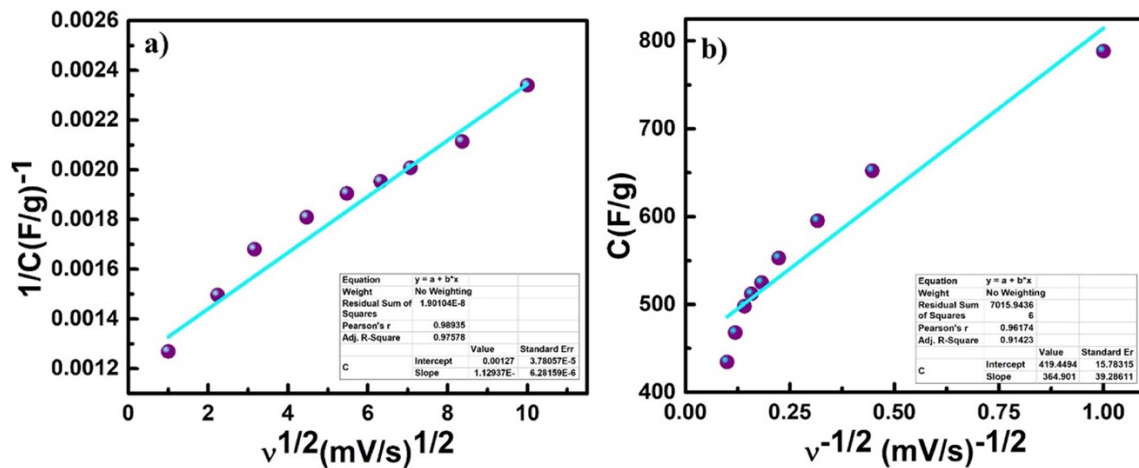 a)
1/C(F/g)-1
0.0026
0.0024
0.0022
0.0020
0.0018
0.0016
0.0014
0.0012
0 2 4 6 8 10
ν1/2(mV/s)1/2
Equation y = a + b*x
Weight No Weighting
Residual Sum of Squares 1.90104E-8
Pearson's r 0.98935
Adj. R-Square 0.97578
Value Standard Err
C Intercept 0.00127 3.78057E-5
Slope 1.12937E- 6.28159E-6
b)
C(F/g)
800
700
600
500
400
0.00 0.25 0.50 0.75 1.00
ν-1/2 (mV/s)-1/2
Equation y = a + b*x
Weight No Weighting
Residual Sum of Squares 7015.94366
Pearson's r 0.96174
Adj. R-Square 0.91423
Value Standard Er
C Intercept 419.4494 15.78315
Slope 364.901 39.28611